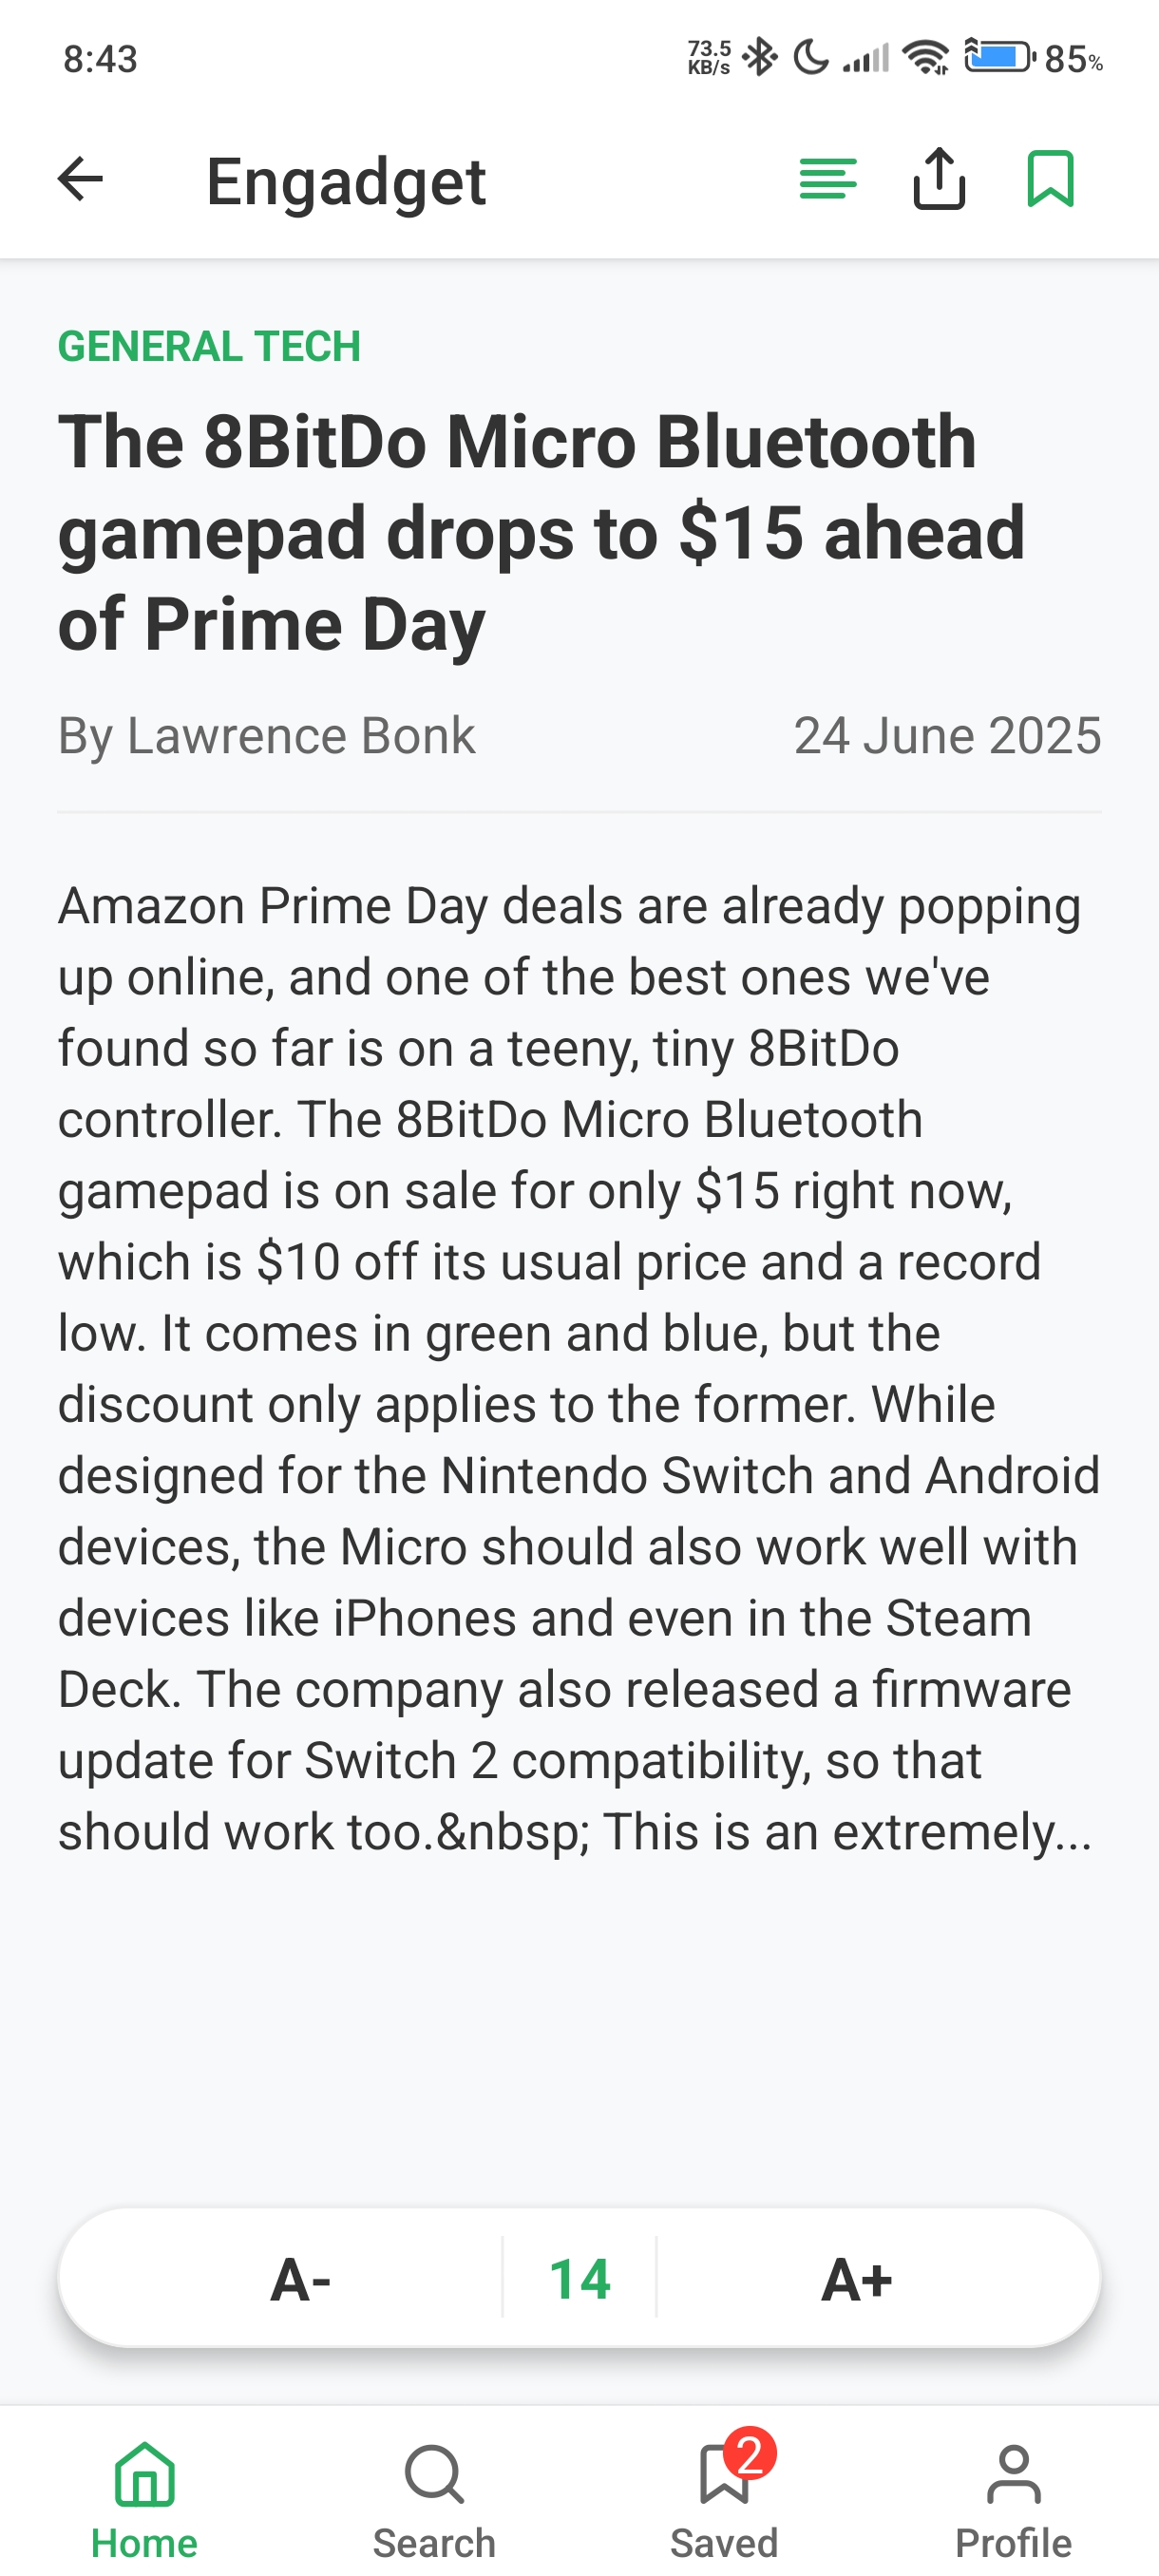 8:43
73.5
KB/s
85%
Engadget
GENERAL TECH
The 8BitDo Micro Bluetooth
gamepad drops to $15 ahead
of Prime Day
By Lawrence Bonk
24 June 2025
Amazon Prime Day deals are already popping
up online, and one of the best ones we've
found so far is on a teeny, tiny 8BitDo
controller. The 8BitDo Micro Bluetooth
gamepad is on sale for only $15 right now,
which is $10 off its usual price and a record
low. It comes in green and blue, but the
discount only applies to the former. While
designed for the Nintendo Switch and Android
devices, the Micro should also work well with
devices like iPhones and even in the Steam
Deck. The company also released a firmware
update for Switch 2 compatibility, so that
should work too.&nbsp; This is an extremely...
A-
14
A+
2
Home
Search
Saved
Profile